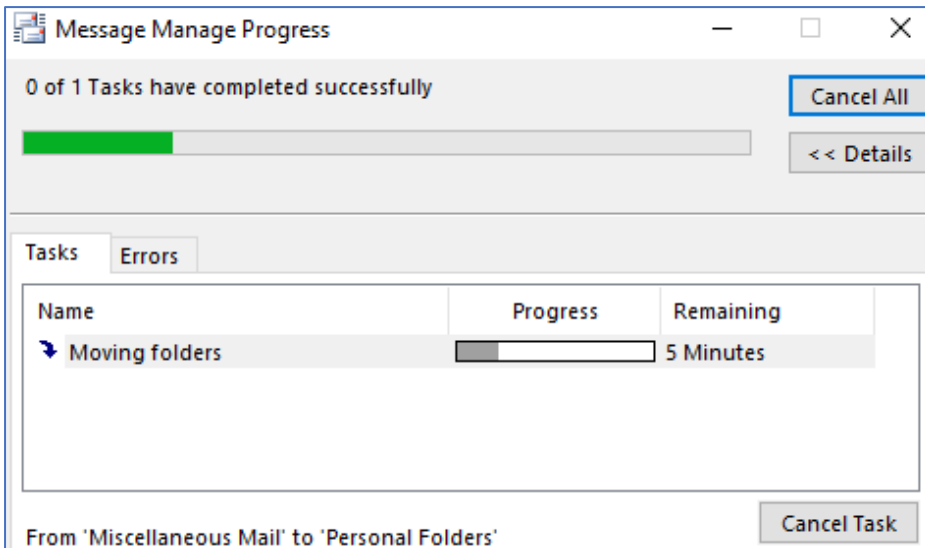 Message Manage Progress
0 of 1 Tasks have completed successfully
Cancel All
<< Details
Tasks
Errors
Name Progress Remaining
Moving folders 5 Minutes
Cancel Task
From 'Miscellaneous Mail' to 'Personal Folders'